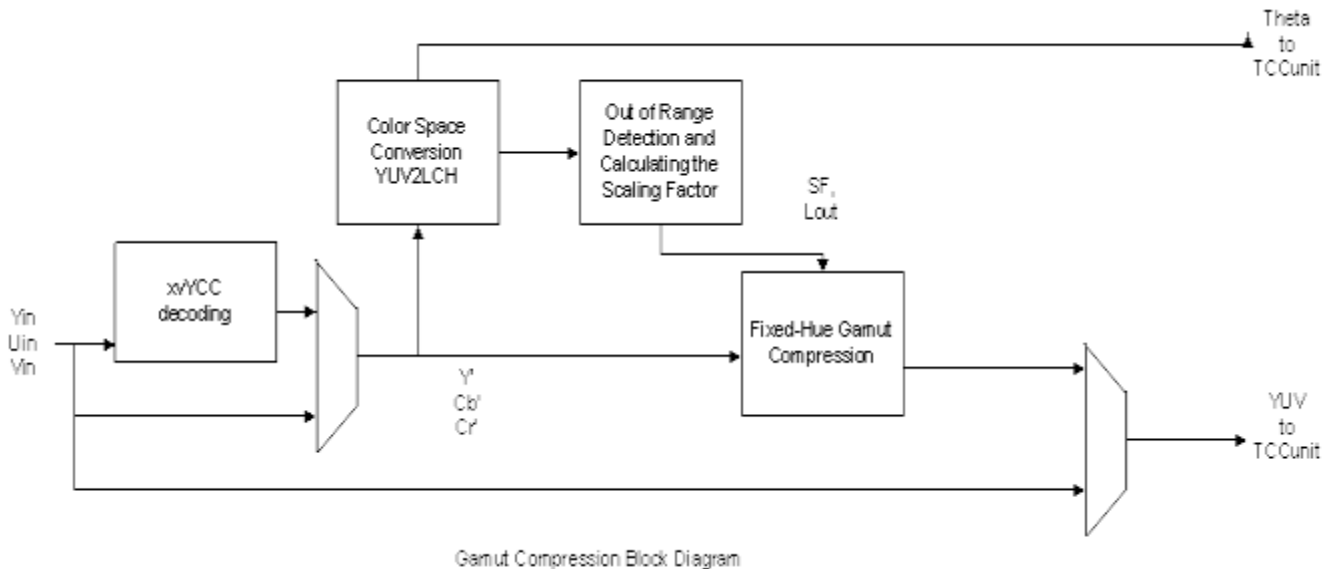 Theta
to
TCCunit
Color Space
Conversion
YUV2LCH
Out of Range
Detection and
Calculating the
Scaling Factor
SF,
Lout
xvYCC
decoding
Yin
Uin
Vin
Fixed-Hue Gamut
Compression
Y'
Cb'
Cr'
YUV
to
TCCunit
Gamut Compression Block Diagram